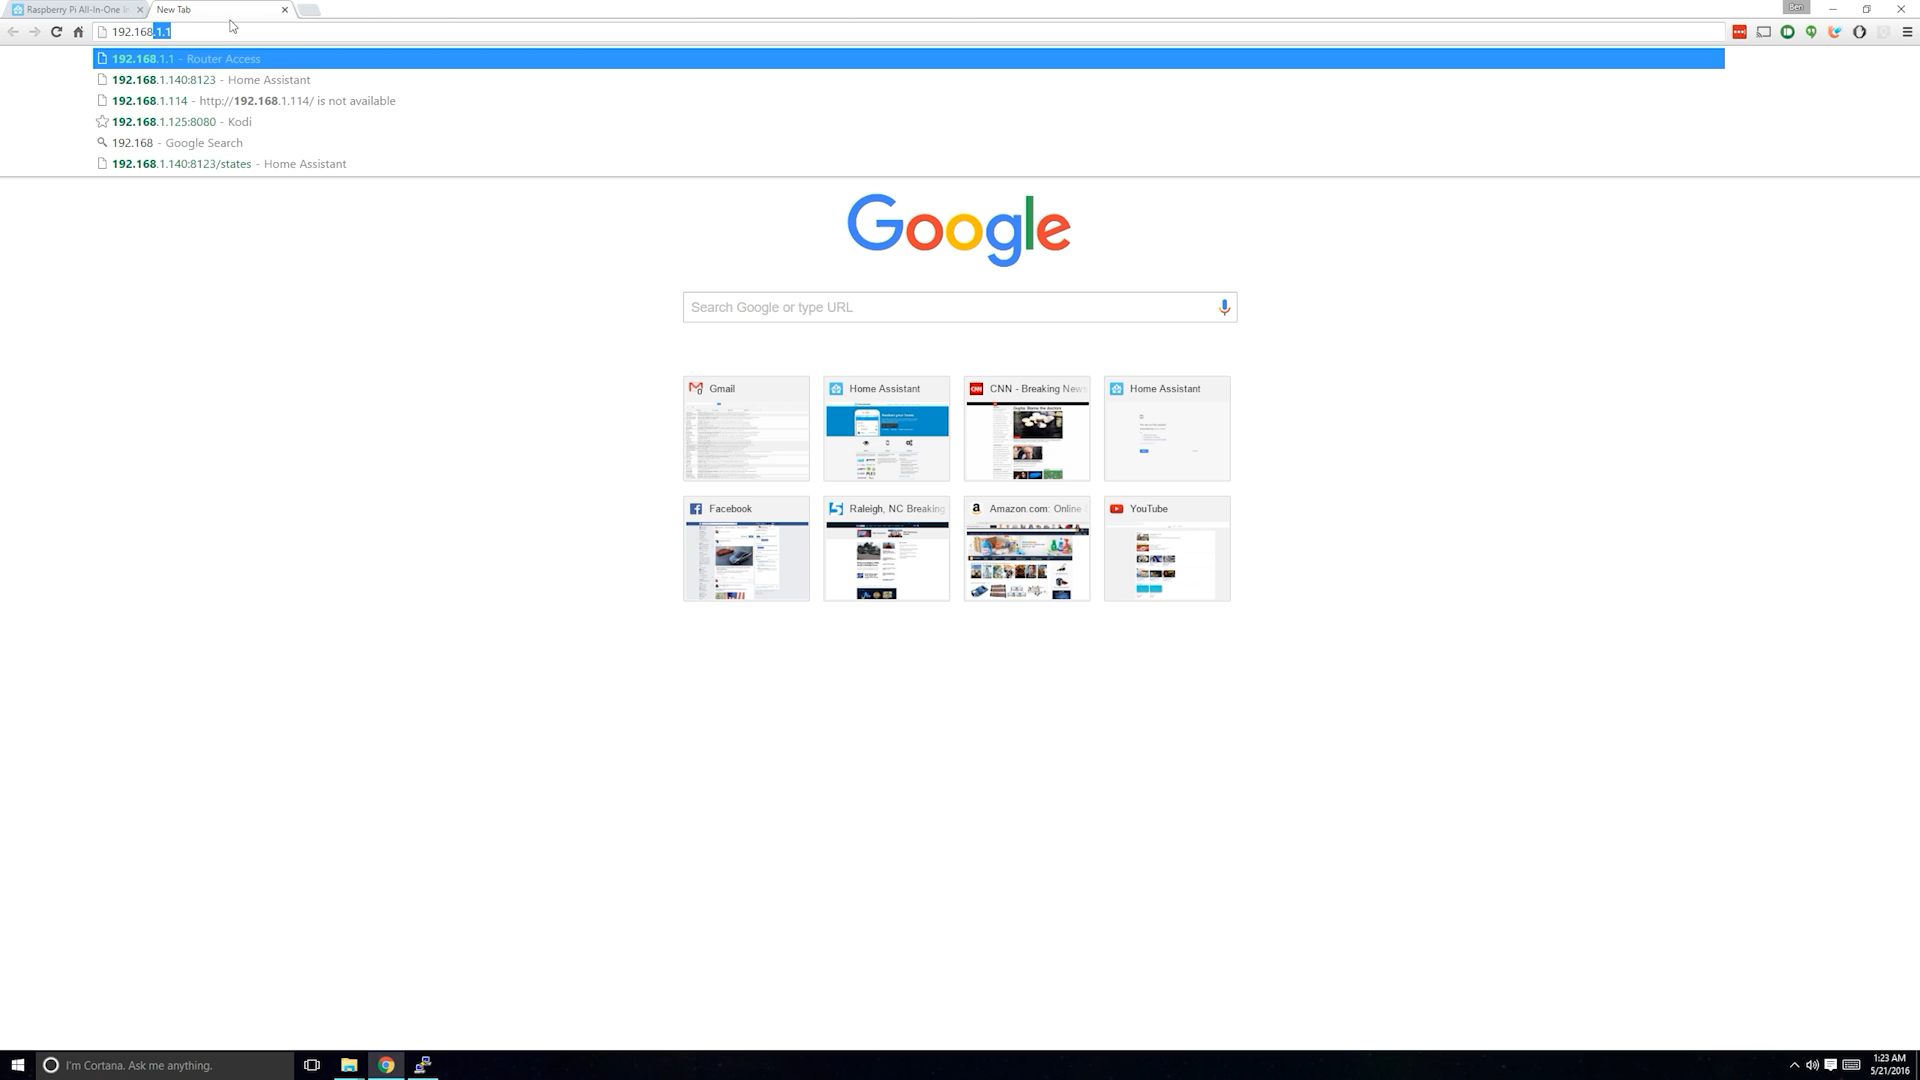 Raspberry Pi All-In-One In
New Tab
Ben
192.168.1.1
192.168.1.1 - Router Access
192.168.1.140:8123 - Home Assistant
192.168.1.114 - http://192.168.1.114/ is not available
192.168.1.125:8080 - Kodi
192.168 - Google Search
192.168.1.140:8123/states - Home Assistant
Google
Search Google or type URL
Gmail
Home Assistant
CNN - Breaking News
Home Assistant
Facebook
Raleigh, NC Breaking
Amazon.com: Online
YouTube
I'm Cortana. Ask me anything.
1:23 AM
5/21/2016